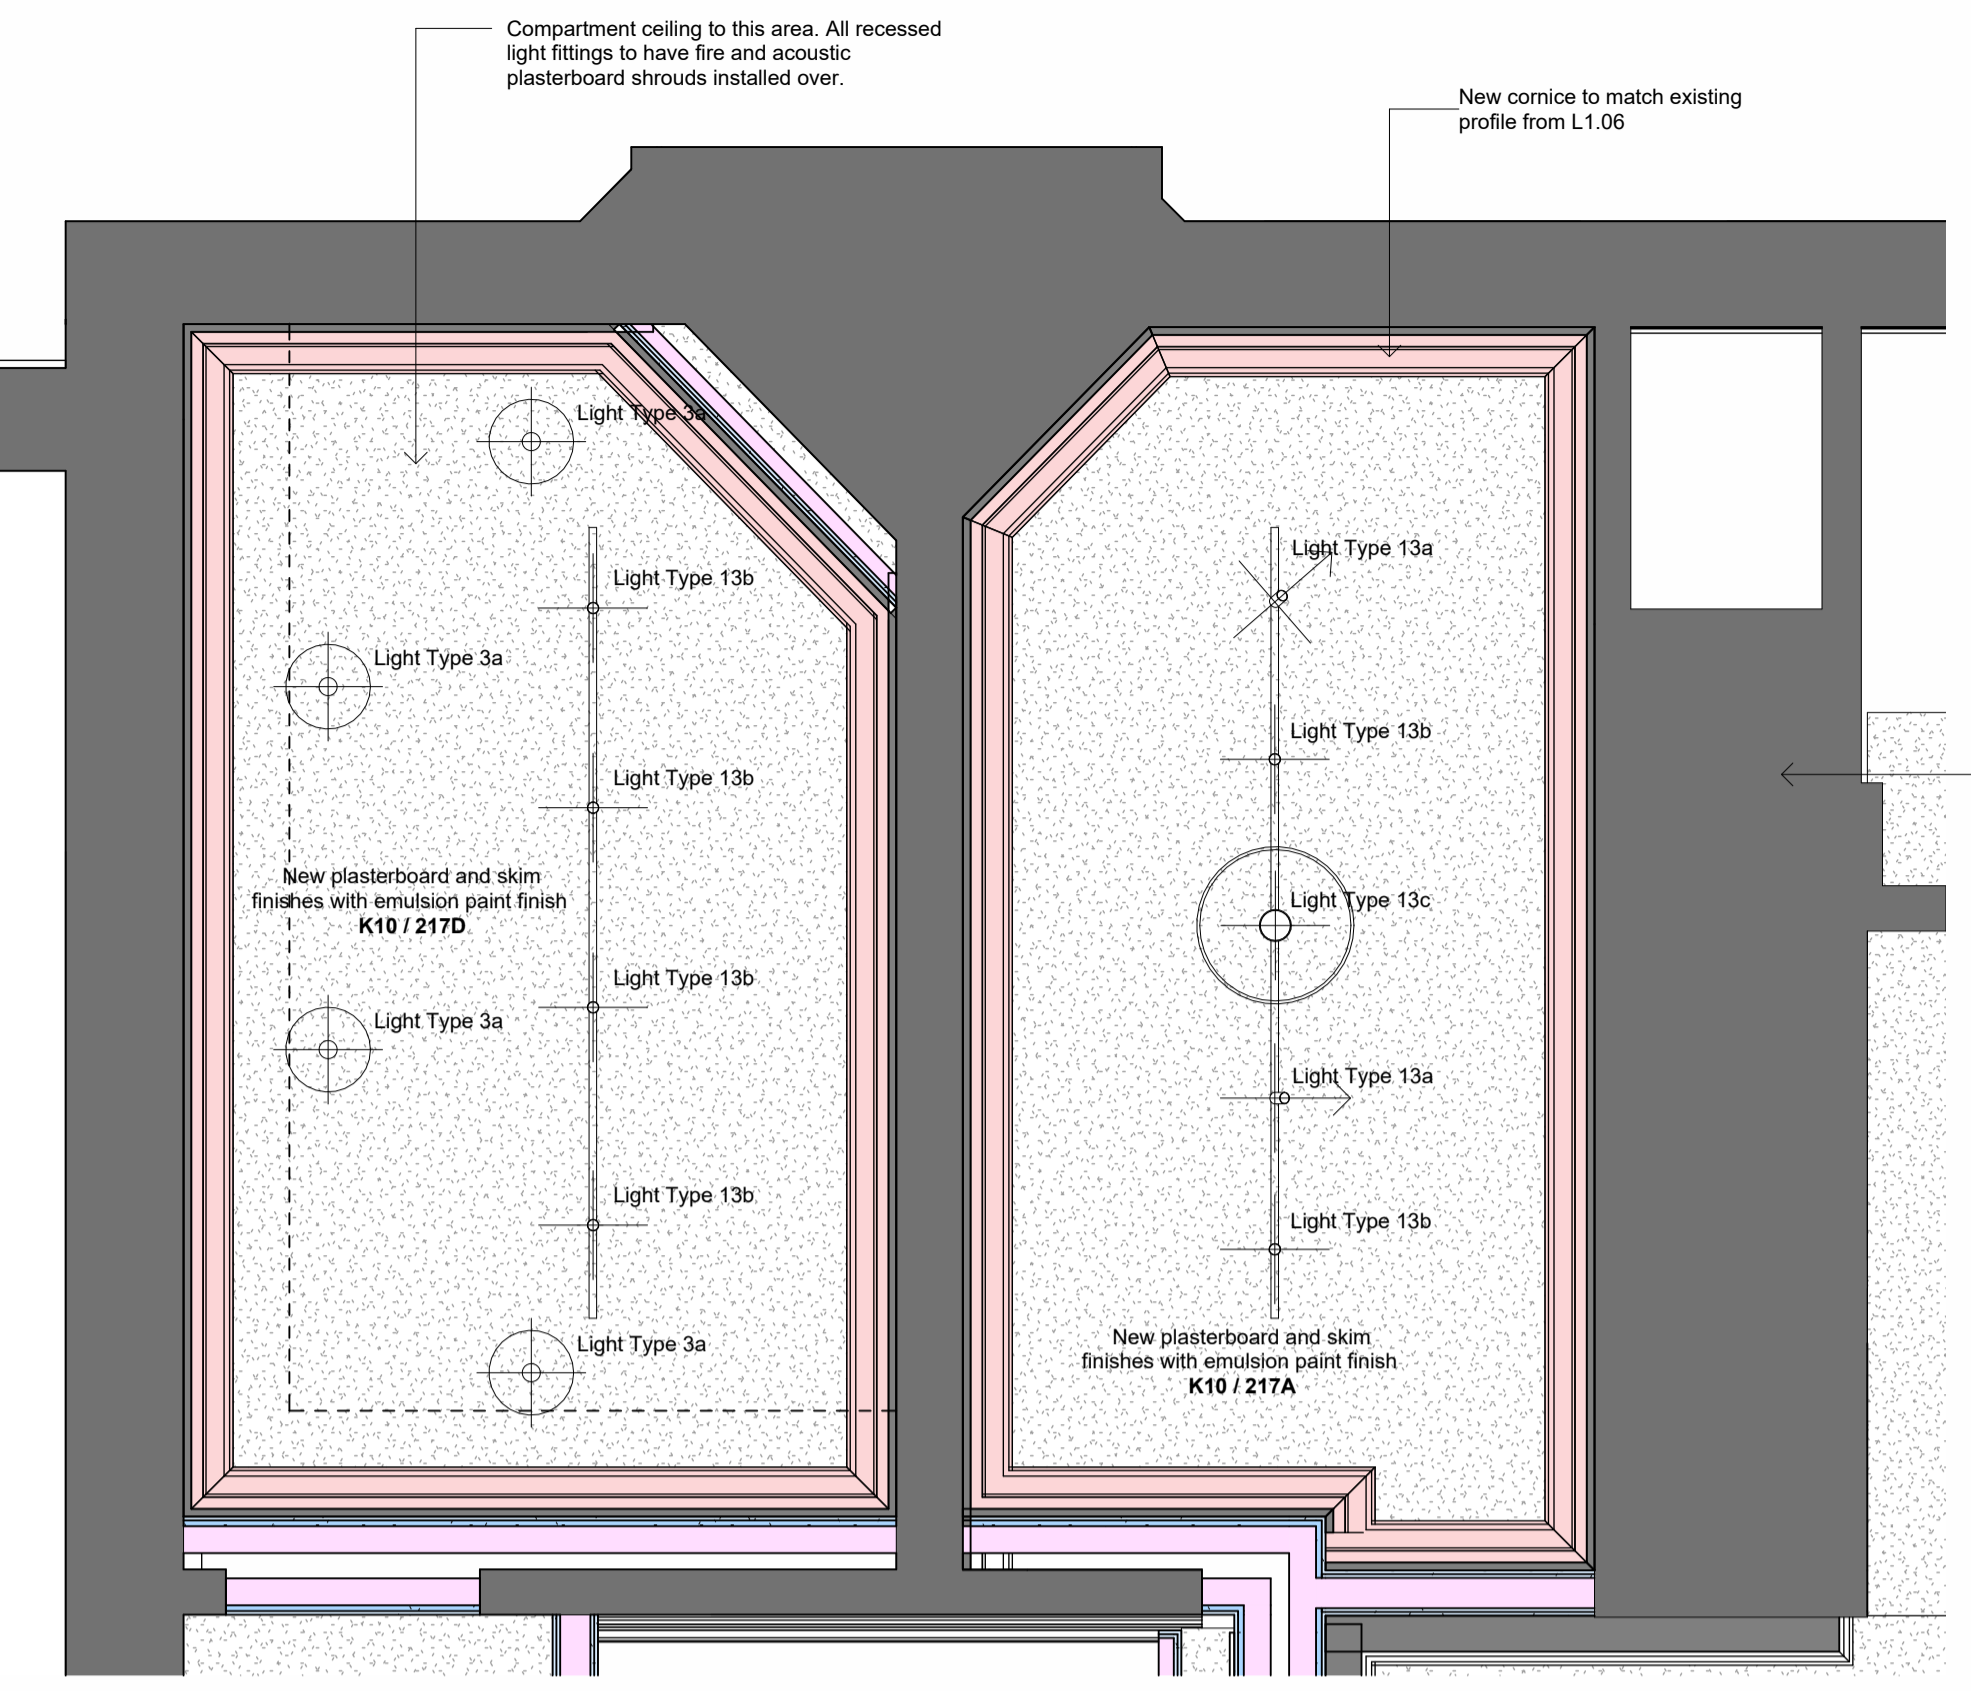 Compartment ceiling to this area. All recessed
light fittings to have fire and acoustic
plasterboard shrouds installed over.
New cornice to match existing
profile from L1.06
Light Type 3a
Light Type 13b
Light Type 3a
Light Type 13b
New plasterboard and skim
finishes with emulsion paint finish
K10 / 217D
Light Type 13b
Light Type 3a
Light Type 13b
Light Type 3a
Light Type 13a
Light Type 13b
Light Type 13c
Light Type 13a
Light Type 13b
New plasterboard and skim
finishes with emulsion paint finish
K10 / 217A